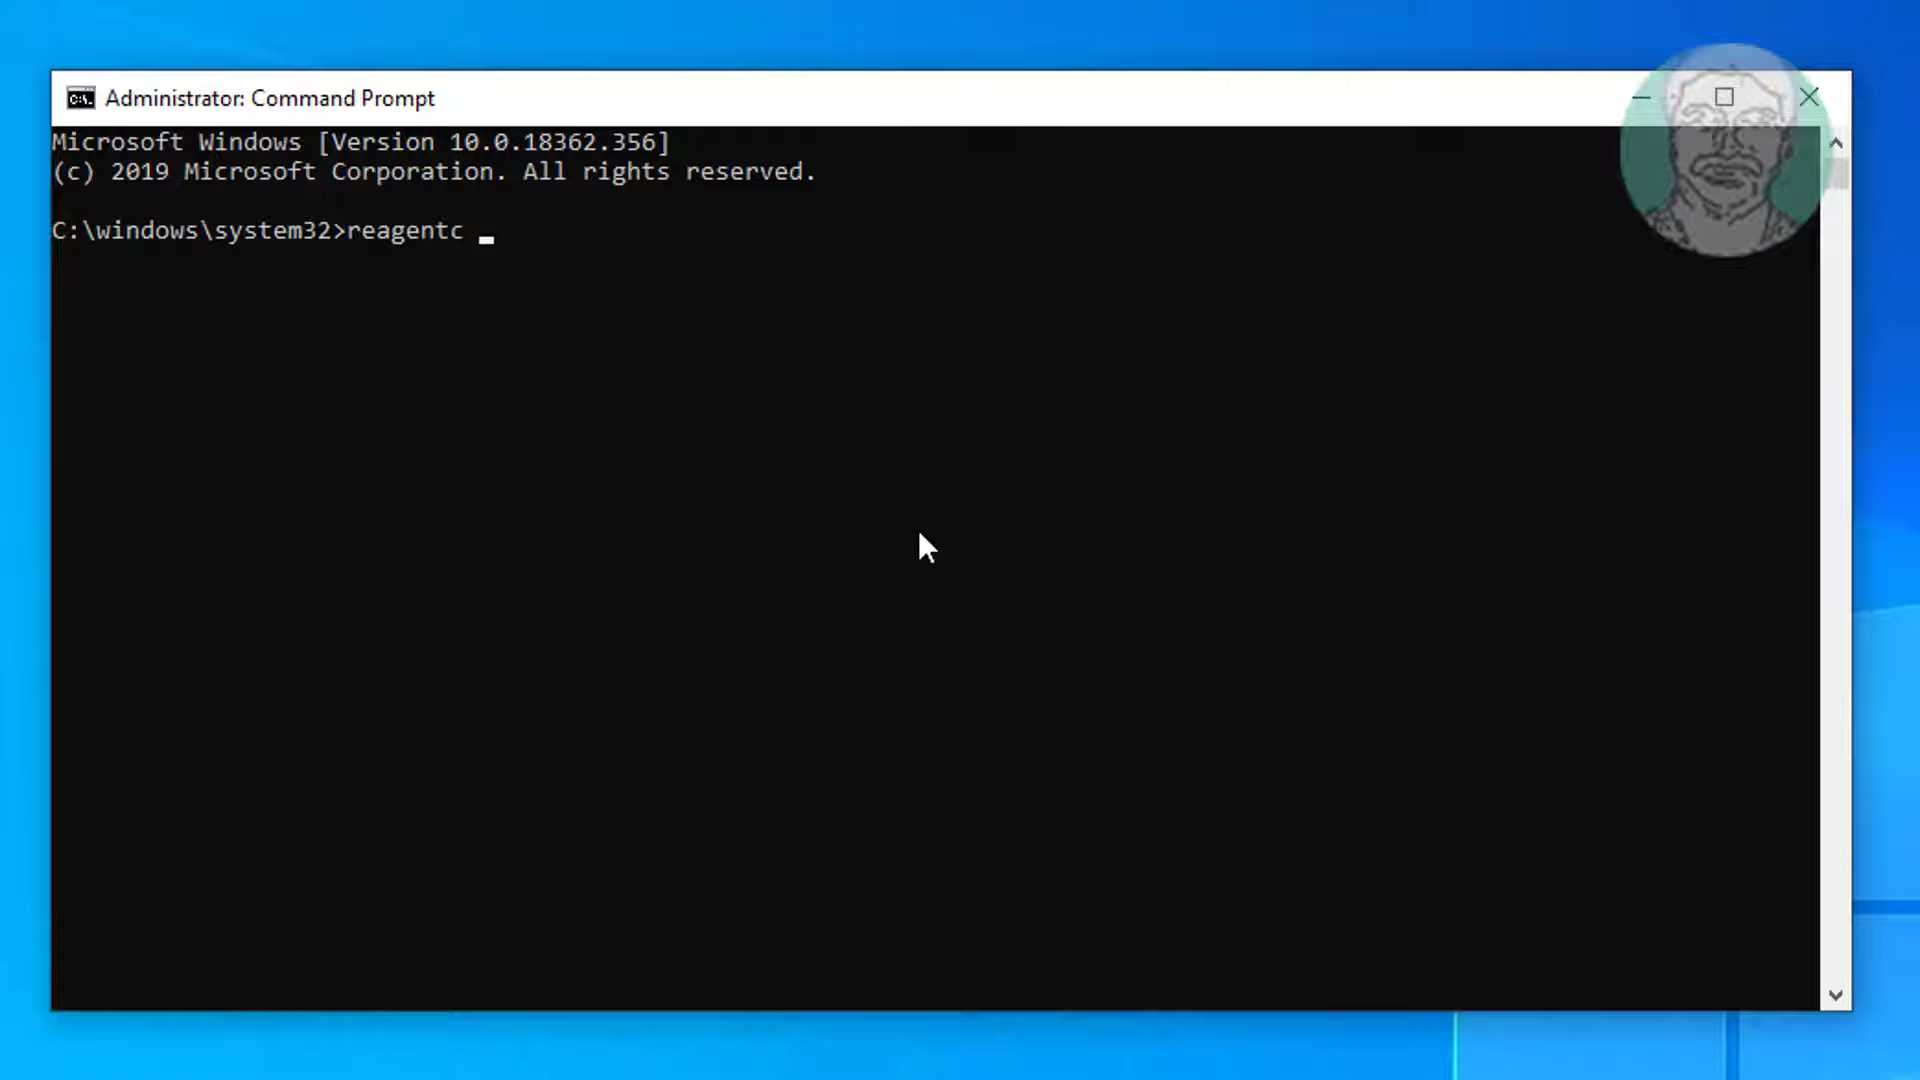 Administrator: Command Prompt
Microsoft Windows [Version 10.0.18362.356]
(c) 2019 Microsoft Corporation. All rights reserved.
C:\windows\system32>reagentc